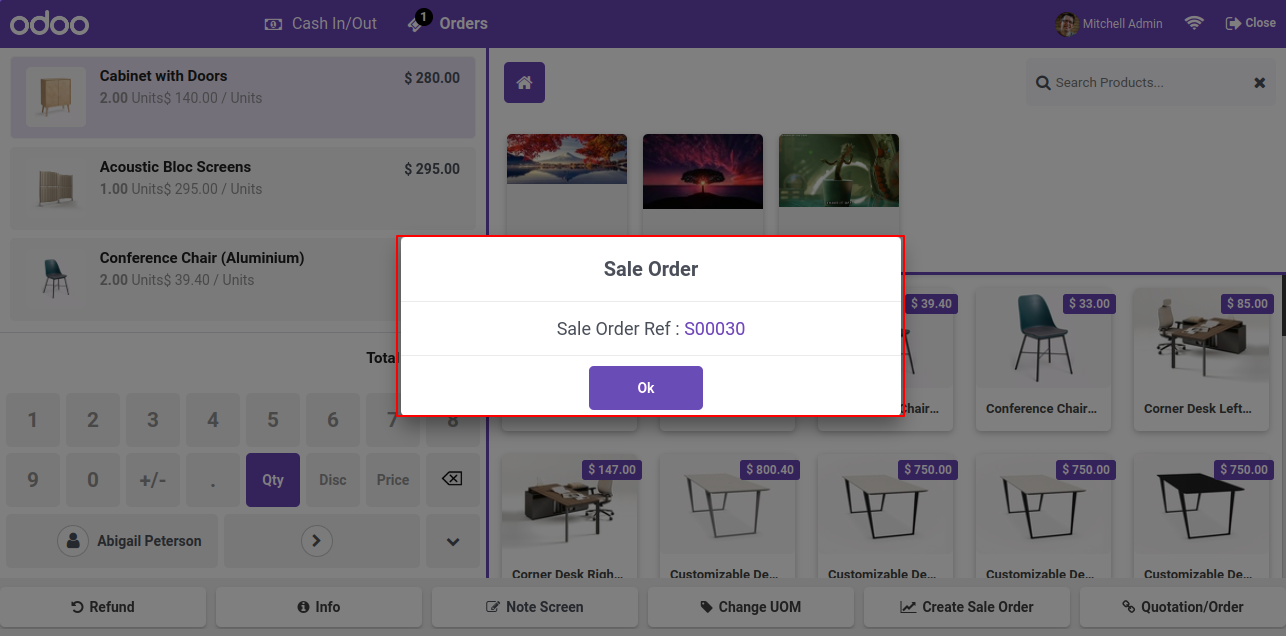 odoo
Cash In/Out
1
Orders
Mitchell Admin
Close
Cabinet with Doors
$ 280.00
2.00 Units$ 140.00 / Units
Acoustic Bloc Screens
$ 295.00
1.00 Units$ 295.00 / Units
Conference Chair (Aluminium)
2.00 Units$ 39.40 / Units
Total
1 2 3 4 5 6 7 8
9 0 +/- . Qty Disc Price
Abigail Peterson
Search Products...
Sale Order
Sale Order Ref : S00030
Ok
$ 39.40
$ 33.00
$ 85.00
Chair...
Conference Chair...
Corner Desk Left...
$ 147.00
$ 800.40
$ 750.00
$ 750.00
$ 750.00
Corner Desk Righ...
Customizable De...
Customizable De...
Customizable De...
Customizable De...
Refund
Info
Note Screen
Change UOM
Create Sale Order
Quotation/Order